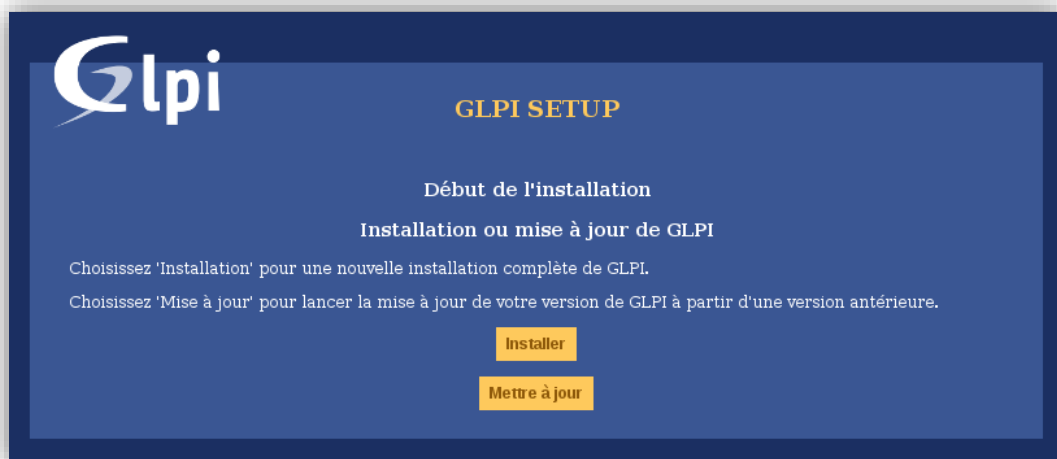 Glpi
GLPI SETUP
Début de l'installation
Installation ou mise à jour de GLPI
Choisissez 'Installation' pour une nouvelle installation complète de GLPI.
Choisissez 'Mise à jour' pour lancer la mise à jour de votre version de GLPI à partir d'une version antérieure.
Installer
Mettre à jour